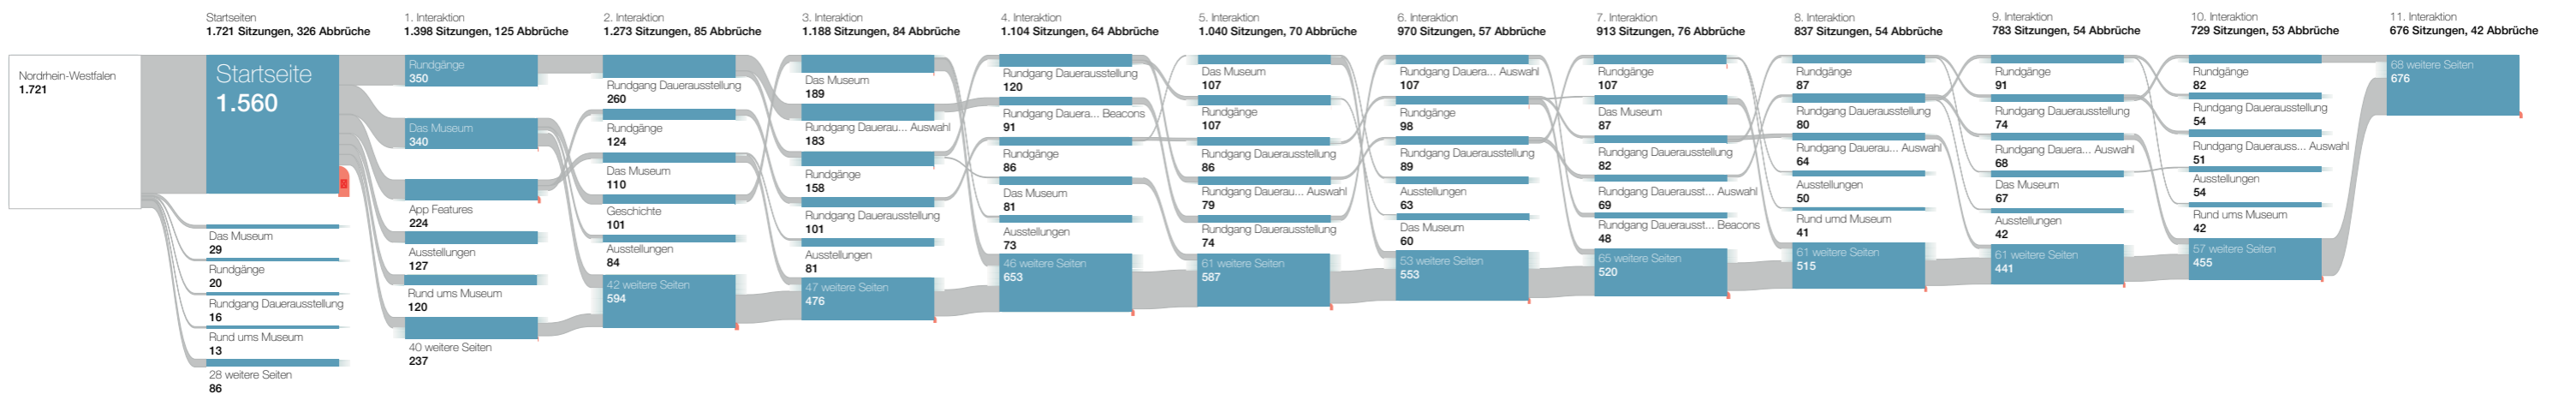 Nordrhein-Westfalen
1.721
Startseiten
1.721 Sitzungen, 326 Abbrüche
Startseite
1.560
Das Museum
29
Rundgänge
20
Rundgang Dauerausstellung
16
Rund ums Museum
13
28 weitere Seiten
86
1. Interaktion
1.398 Sitzungen, 125 Abbrüche
Rundgänge
350
Das Museum
340
App Features
224
Ausstellungen
127
Rund ums Museum
120
40 weitere Seiten
237
2. Interaktion
1.273 Sitzungen, 85 Abbrüche
Rundgang Dauerausstellung
260
Rundgänge
124
Das Museum
110
Geschichte
101
Ausstellungen
84
42 weitere Seiten
594
3. Interaktion
1.188 Sitzungen, 84 Abbrüche
Das Museum
189
Rundgang Dauerau... Auswahl
183
Rundgänge
158
Rundgang Dauerausstellung
101
Ausstellungen
81
47 weitere Seiten
476
4. Interaktion
1.104 Sitzungen, 64 Abbrüche
Rundgang Dauerausstellung
120
Rundgang Dauera... Beacons
91
Rundgänge
86
Das Museum
81
Ausstellungen
73
46 weitere Seiten
653
5. Interaktion
1.040 Sitzungen, 70 Abbrüche
Das Museum
107
Rundgänge
107
Rundgang Dauerausstellung
86
Rundgang Dauerau... Auswahl
79
Rundgang Dauerausstellung
74
61 weitere Seiten
587
6. Interaktion
970 Sitzungen, 57 Abbrüche
Rundgang Dauera... Auswahl
107
Rundgänge
98
Rundgang Dauerausstellung
89
Ausstellungen
63
Das Museum
60
53 weitere Seiten
553
7. Interaktion
913 Sitzungen, 76 Abbrüche
Rundgänge
107
Das Museum
87
Rundgang Dauerausstellung
82
Rundgang Dauerausst... Auswahl
69
Rundgang Dauerausst... Beacons
48
65 weitere Seiten
520
8. Interaktion
837 Sitzungen, 54 Abbrüche
Rundgänge
87
Rundgang Dauerausstellung
80
Rundgang Dauerau... Auswahl
64
Ausstellungen
50
Rund umd Museum
41
61 weitere Seiten
515
9. Interaktion
783 Sitzungen, 54 Abbrüche
Rundgänge
91
Rundgang Dauerausstellung
74
Rundgang Dauera... Auswahl
68
Das Museum
67
Ausstellungen
42
61 weitere Seiten
441
10. Interaktion
729 Sitzungen, 53 Abbrüche
Rundgänge
82
Rundgang Dauerausstellung
54
Rundgang Dauerauss... Auswahl
51
Ausstellungen
54
Rund ums Museum
42
57 weitere Seiten
455
11. Interaktion
676 Sitzungen, 42 Abbrüche
68 weitere Seiten
676